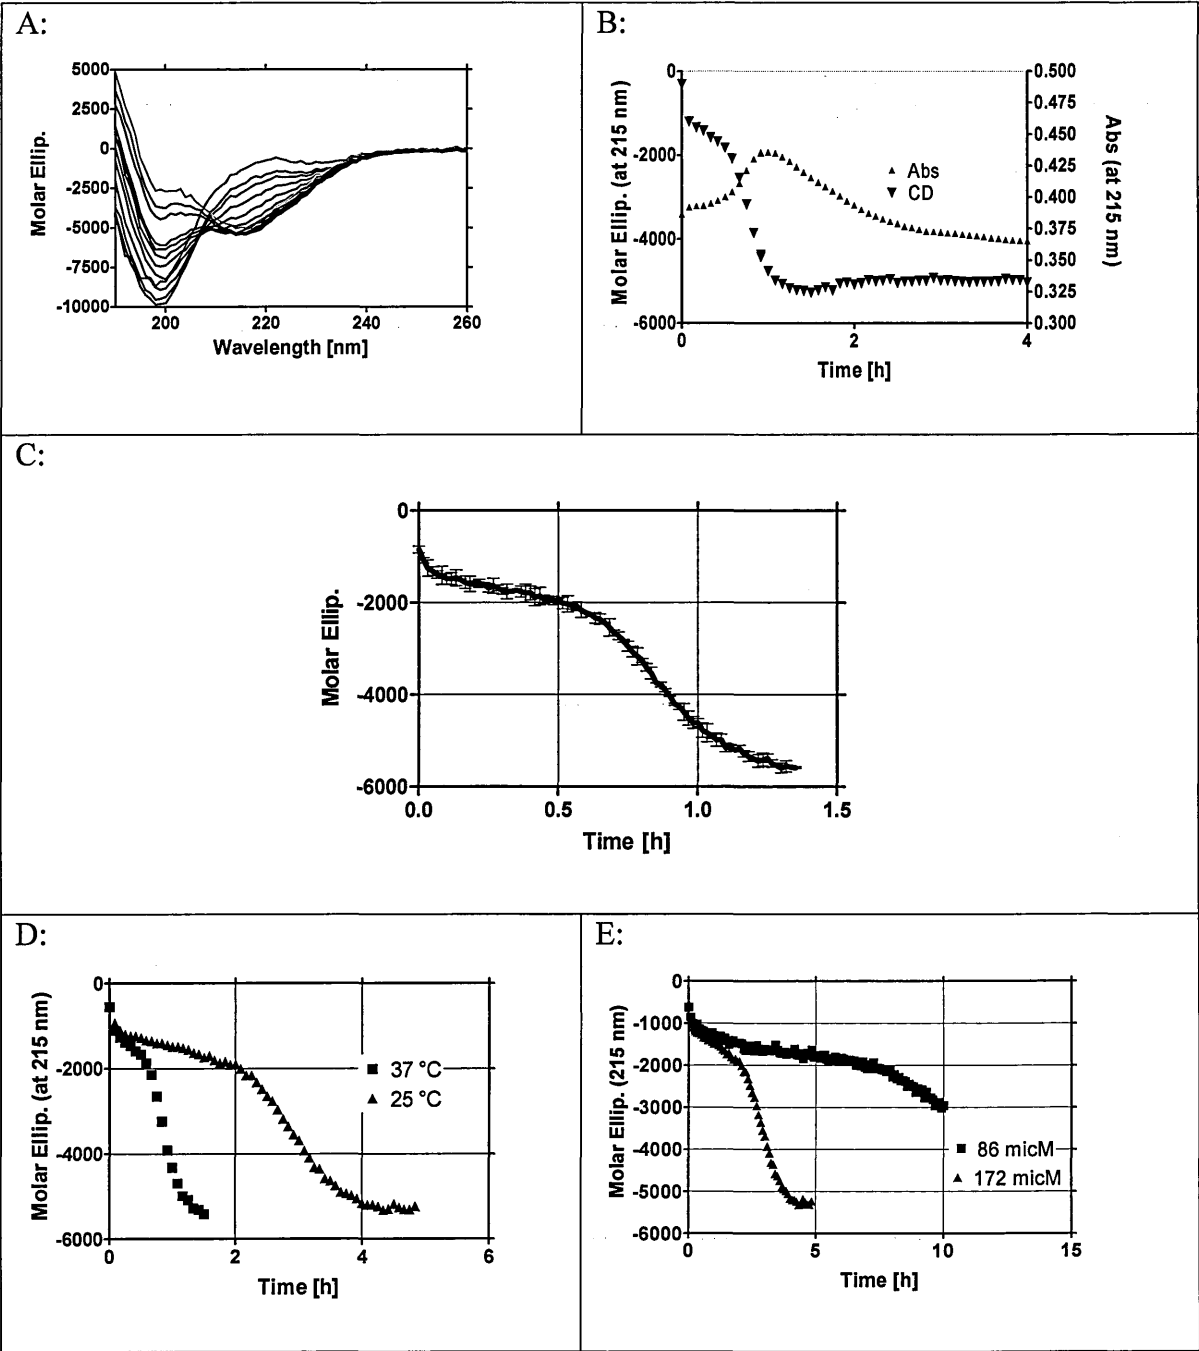 A:
5000
2500
0
-2500
-5000
-7500
-10000
Molar Ellip.
200
220
240
260
Wavelength [nm]
B:
0
-2000
-4000
-6000
Molar Ellip. (at 215 nm)
0.500
0.475
0.450
0.425
0.400
0.375
0.350
0.325
0.300
Abs (at 215 nm)
Abs
CD
0
2
4
Time [h]
C:
0
-2000
-4000
-6000
Molar Ellip.
0.0
0.5
1.0
1.5
Time [h]
D:
0
-2000
-4000
-6000
Molar Ellip. (at 215 nm)
37 °C
25 °C
0
2
4
6
Time [h]
E:
0
-1000
-2000
-3000
-4000
-5000
-6000
Molar Ellip. (215 nm)
86 micM
172 micM
0
5
10
15
Time [h]